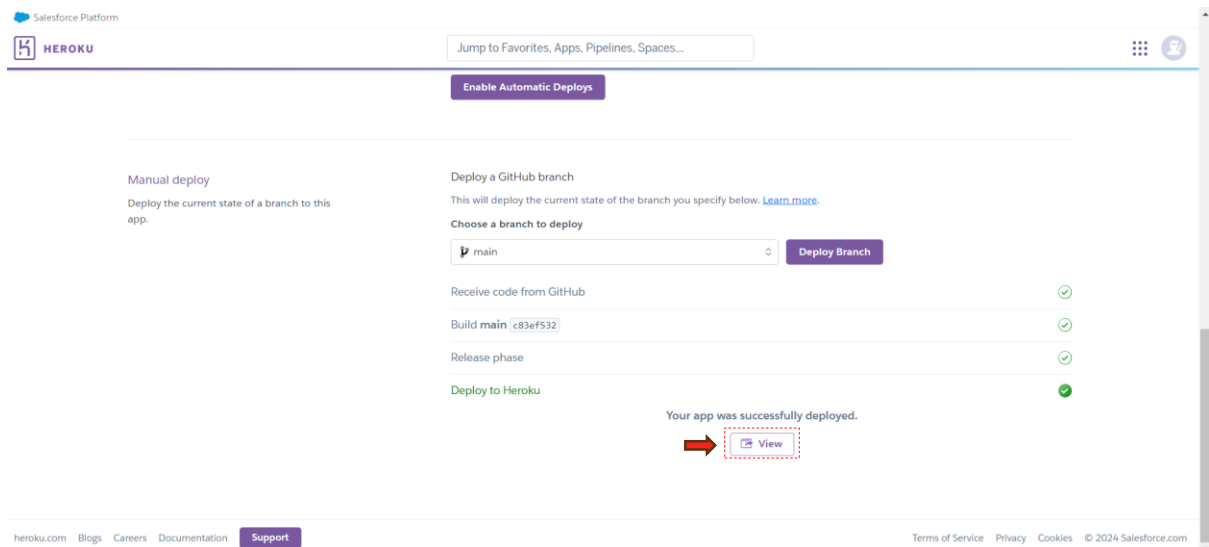 Salesforce Platform
HEROKU
Jump to Favorites, Apps, Pipelines, Spaces...
Enable Automatic Deploys
Manual deploy
Deploy the current state of a branch to this
app.
Deploy a GitHub branch
This will deploy the current state of the branch you specify below. Learn more.
Choose a branch to deploy
main
Deploy Branch
Receive code from GitHub
Build main c83ef532
Release phase
Deploy to Heroku
Your app was successfully deployed.
View
heroku.com Blogs Careers Documentation Support
Terms of Service Privacy Cookies © 2024 Salesforce.com